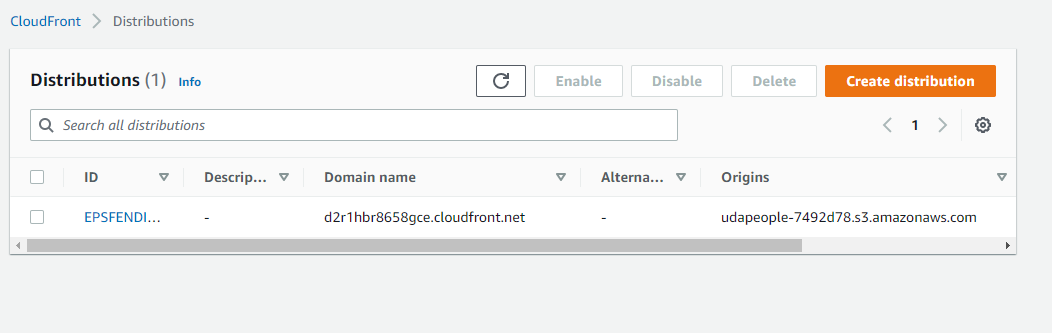 CloudFront > Distributions
Distributions (1) Info Enable Disable Delete Create distribution
Search all distributions 1
ID Descrip... Domain name Alterna... Origins
EPSFENDI... - d2r1hbr8658gce.cloudfront.net - udapeople-7492d78.s3.amazonaws.com